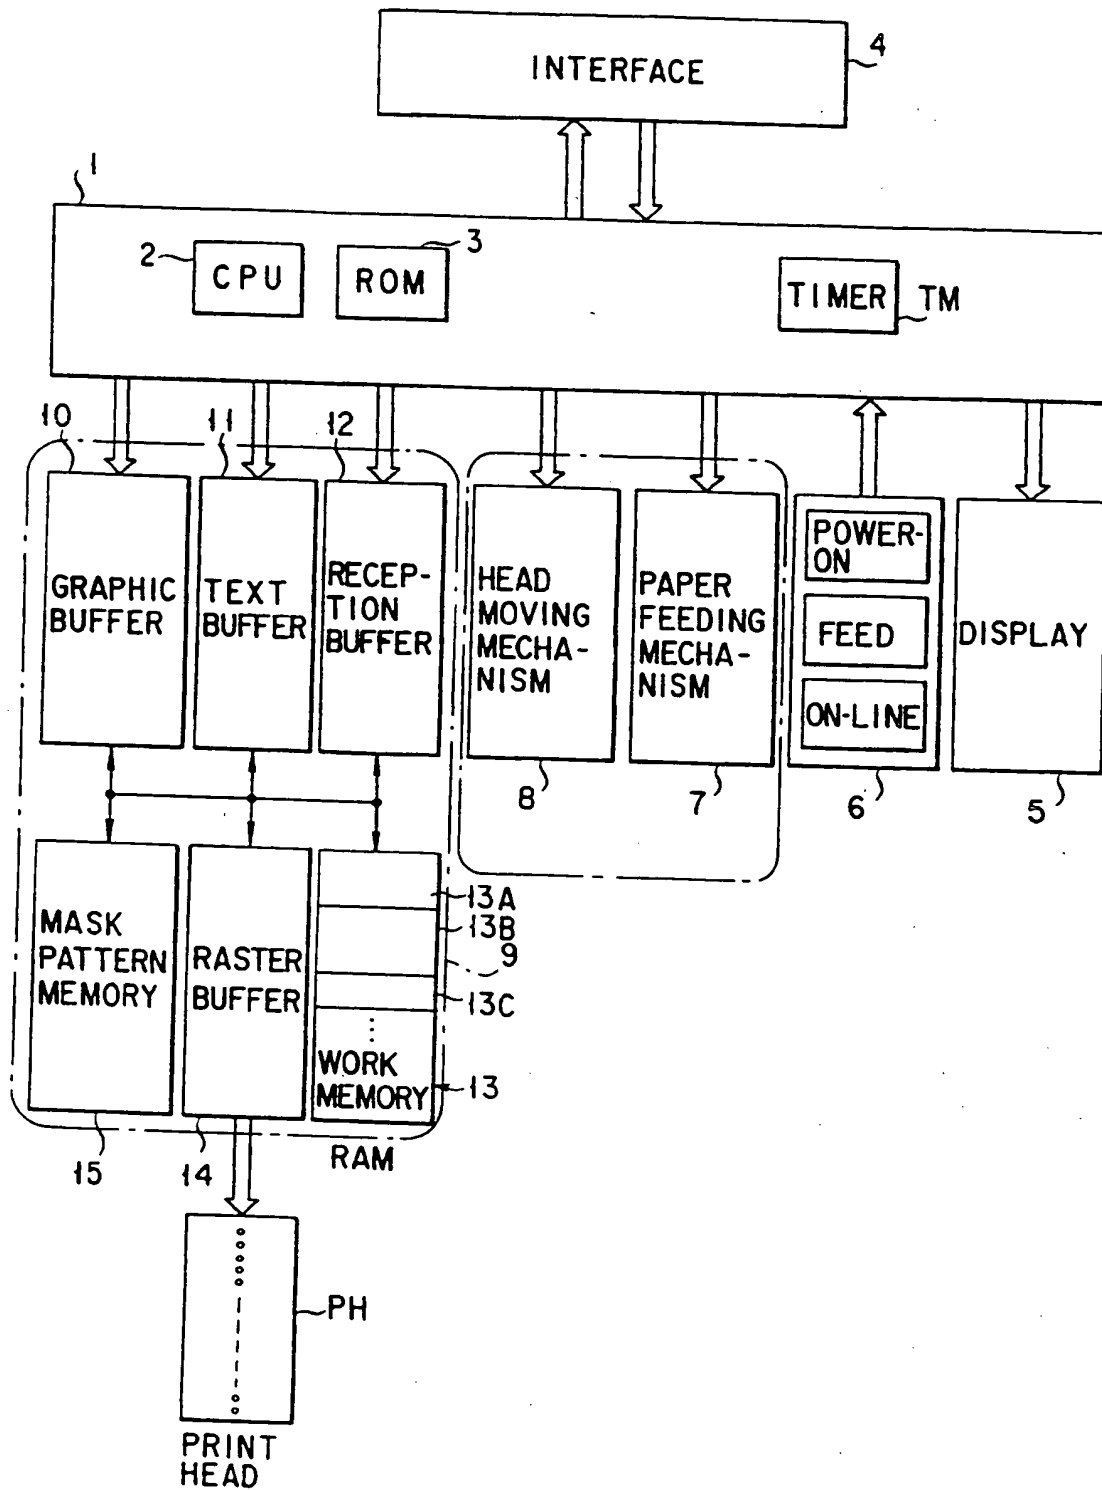 INTERFACE
4
1
2
CPU
3
ROM
TIMER
TM
10
11
12
GRAPHIC
BUFFER
TEXT
BUFFER
RECEP-
TION
BUFFER
HEAD
MOVING
MECHA-
NISM
PAPER
FEEDING
MECHA-
NISM
POWER-
ON
FEED
ON-LINE
DISPLAY
8
7
6
5
MASK
PATTERN
MEMORY
RASTER
BUFFER
13A
13B
9
13C
WORK
MEMORY
13
15
14
RAM
PH
PRINT
HEAD